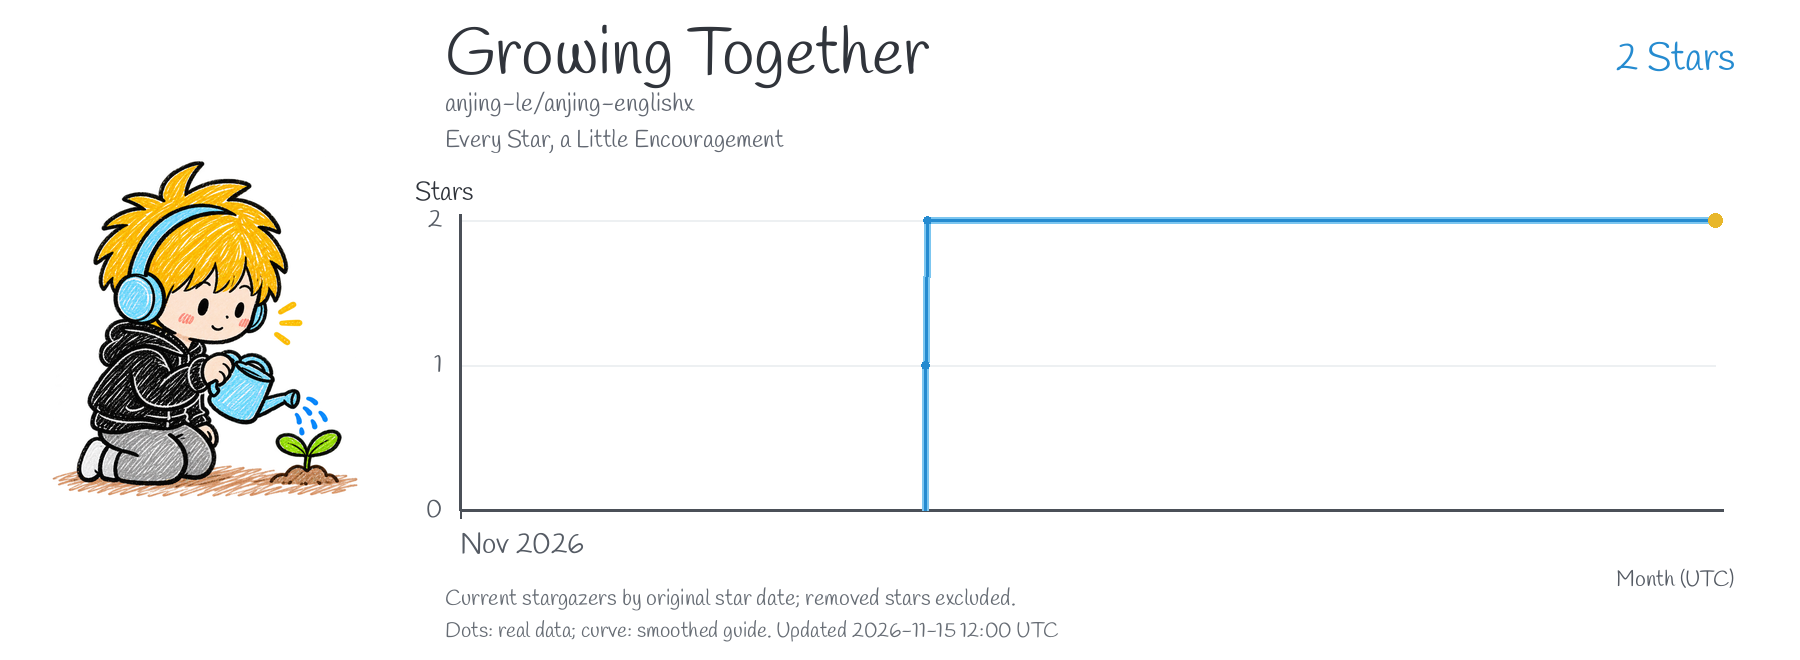 Growing Together
2 Stars
anjing-le/anjing-englishx
Every Star, a Little Encouragement
Stars
2
1
0
Nov 2026
Month (UTC)
Current stargazers by original star date; removed stars excluded.
Dots: real data; curve: smoothed guide. Updated 2026-11-15 12:00 UTC